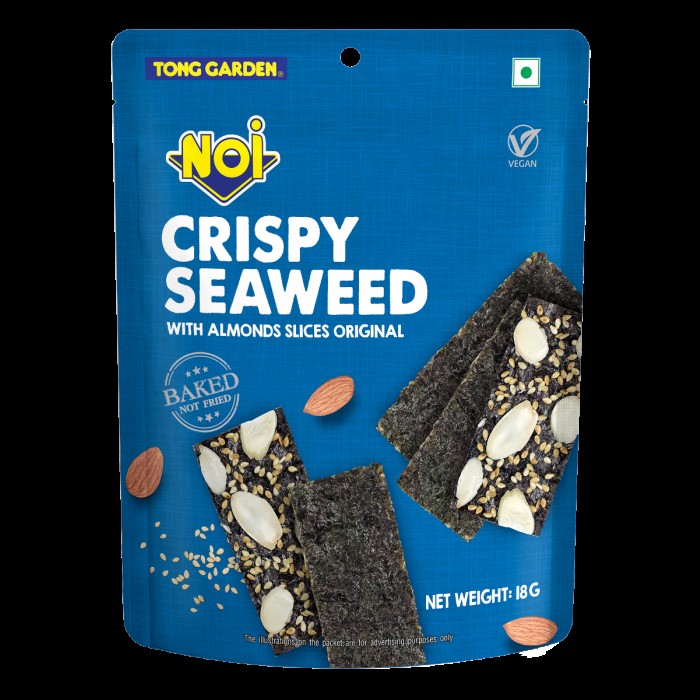 TONG GARDEN®
NOi
VEGAN
CRISPY
SEAWEED
WITH ALMONDS SLICES ORIGINAL
BAKED
NOT FRIED
NET WEIGHT: 18G
The illustrations on the packet are for advertising purposes only.